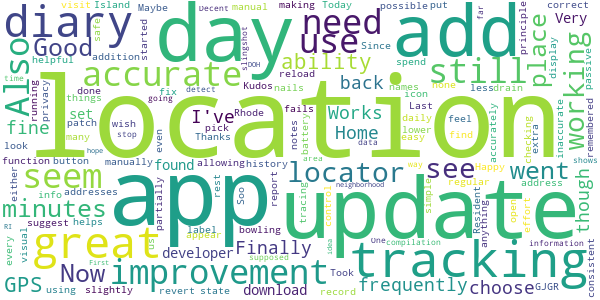 visit Island
manual
Decent
possible put
Maybe
Very
diary
day
need
use
add
OOH
slingshot
making
Today
correct
safe
started
principle
Good
Also
accurate
still
place
Since
far
display
passive
ability
Kudos
nails
spend
less
drain
inaccurate
remembered
helpful
time
running
privacy
addition
reload
detect
names
icon
working
fix
back
none
going
I've
Rhode
patch
done
things
set
Works
battery
Last
daily
lower
easy
fine
many
wish
stop
fails
Home
area
accurately
checking
extra
location
function
button
even
pick
notes
feel
find
though
look
manually
Thanks
data
hope
seem
found
allowing
history
locator
see
went
way
shows
Happy
either
info
addresses
rest
report
regular
address
minutes
partially
Soo
tracing
simple
Resident
anything
suggest
helps
app
bowling
control
update
open
effort
consistent
RI
visual
label
appear
us
neighborhood
One
compilation
information
Finally
every
First
supposed
GPS
using
Now
developer
idea
Took
tracking
great
improvement
frequently
choose
GJGR
slightly
revert
state
download
record